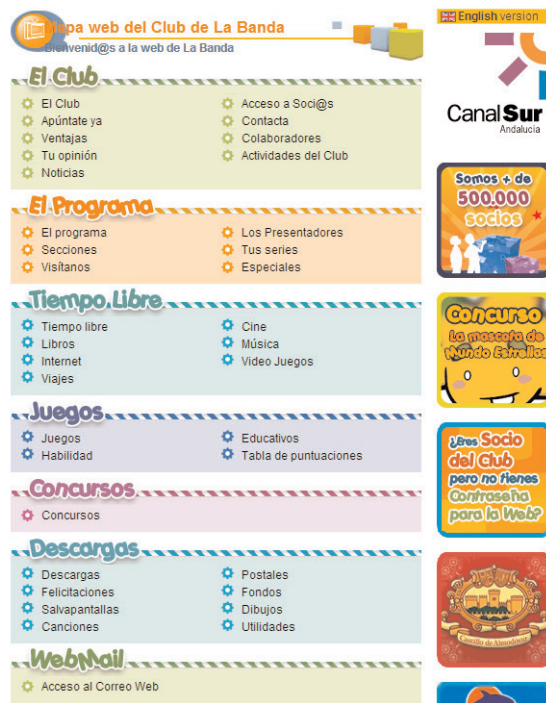 Mapa web del Club de La Banda
Bienvenid@s a la web de La Banda
El Club
El Club
Apúntate ya
Ventajas
Tu opinión
Noticias
Acceso a Soci@s
Contacta
Colaboradores
Actividades del Club
El Programa
El programa
Secciones
Visítanos
Los Presentadores
Tus series
Especiales
Tiempo Libre
Tiempo libre
Libros
Internet
Viajes
Cine
Música
Video Juegos
Juegos
Juegos
Habilidad
Educativos
Tabla de puntuaciones
Concursos
Concursos
Descargas
Descargas
Felicitaciones
Salvapantallas
Canciones
Postales
Fondos
Dibujos
Utilidades
WebMail
Acceso al Correo Web
English version
Canal Sur
Andalucía
Somos + de
500.000
socios
Concurso
La mascota de
Mundo Estrellas
¿Eres Socio
del Club
pero no tienes
Contraseña
para la Web?
Castillo de Almodóvar